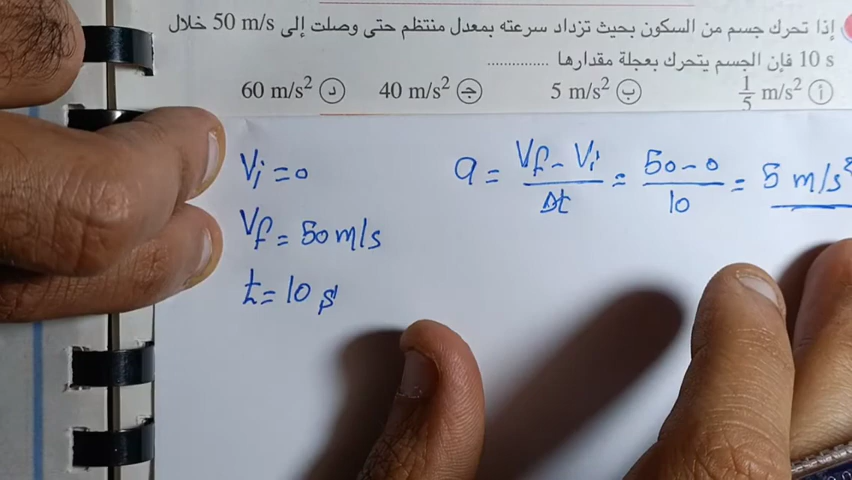 إذا تحرك جسم من السكون بحيث تزداد سرعته بمعدل منتظم حتى وصلت إلى 50 m/s خلال
10 s فإن الجسم يتحرك بعجلة مقدارها ...............
أ 1/5 m/s² ب 5 m/s² ج 40 m/s² د 60 m/s²
Vi = 0
Vf = 50 m/s
t = 10 s
a = (Vf - Vi)/Δt = (50 - 0)/10 = 5 m/s²